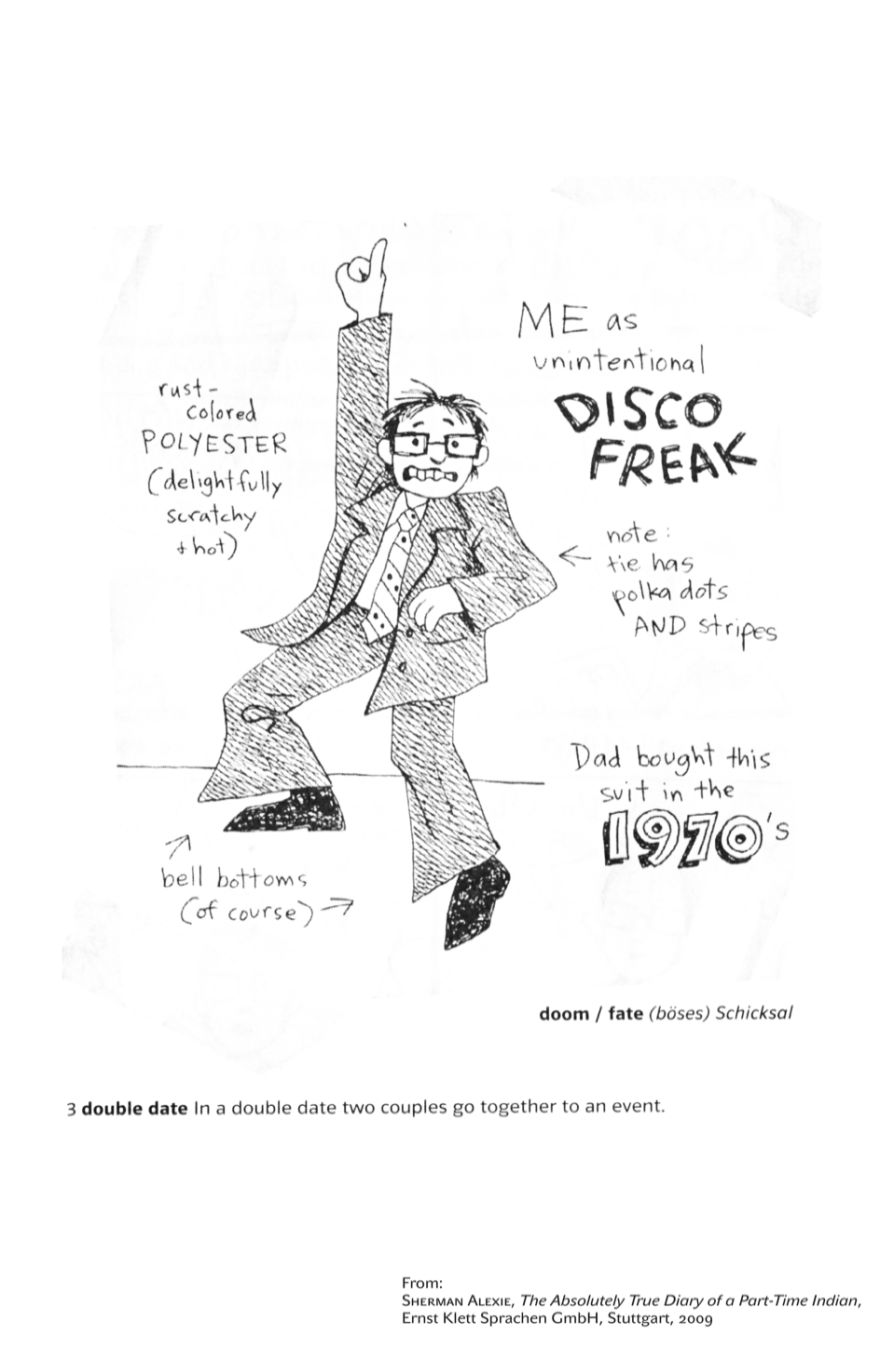 ME as
unintentional
DISCO
FREAK
rust-
colored
POLYESTER
(delightfully
scratchy
+ hot)
note:
tie has
polka dots
AND stripes
Dad bought this
suit in the
1970's
bell bottoms
(of course)
doom / fate (böses) Schicksal
3 double date In a double date two couples go together to an event.
From:
SHERMAN ALEXIE, The Absolutely True Diary of a Part-Time Indian,
Ernst Klett Sprachen GmbH, Stuttgart, 2009